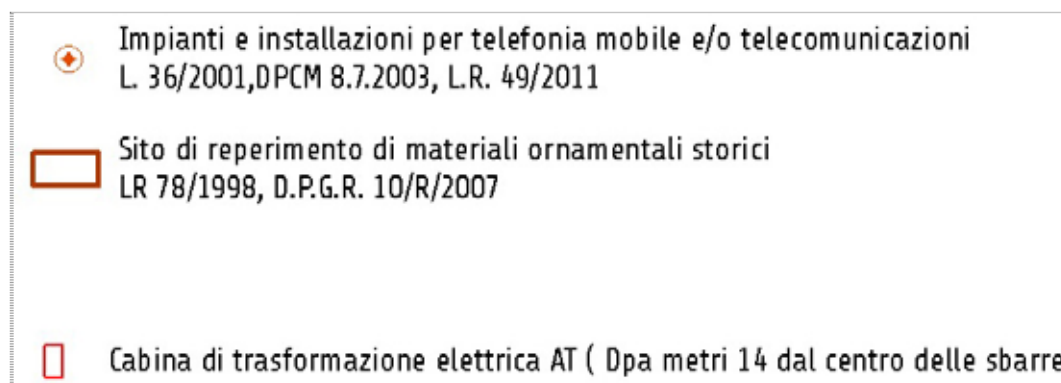 Impianti e installazioni per telefonia mobile e/o telecomunicazioni
L. 36/2001,DPCM 8.7.2003, L.R. 49/2011
Sito di reperimento di materiali ornamentali storici
LR 78/1998, D.P.G.R. 10/R/2007
Cabina di trasformazione elettrica AT ( Dpa metri 14 dal centro delle sbarre